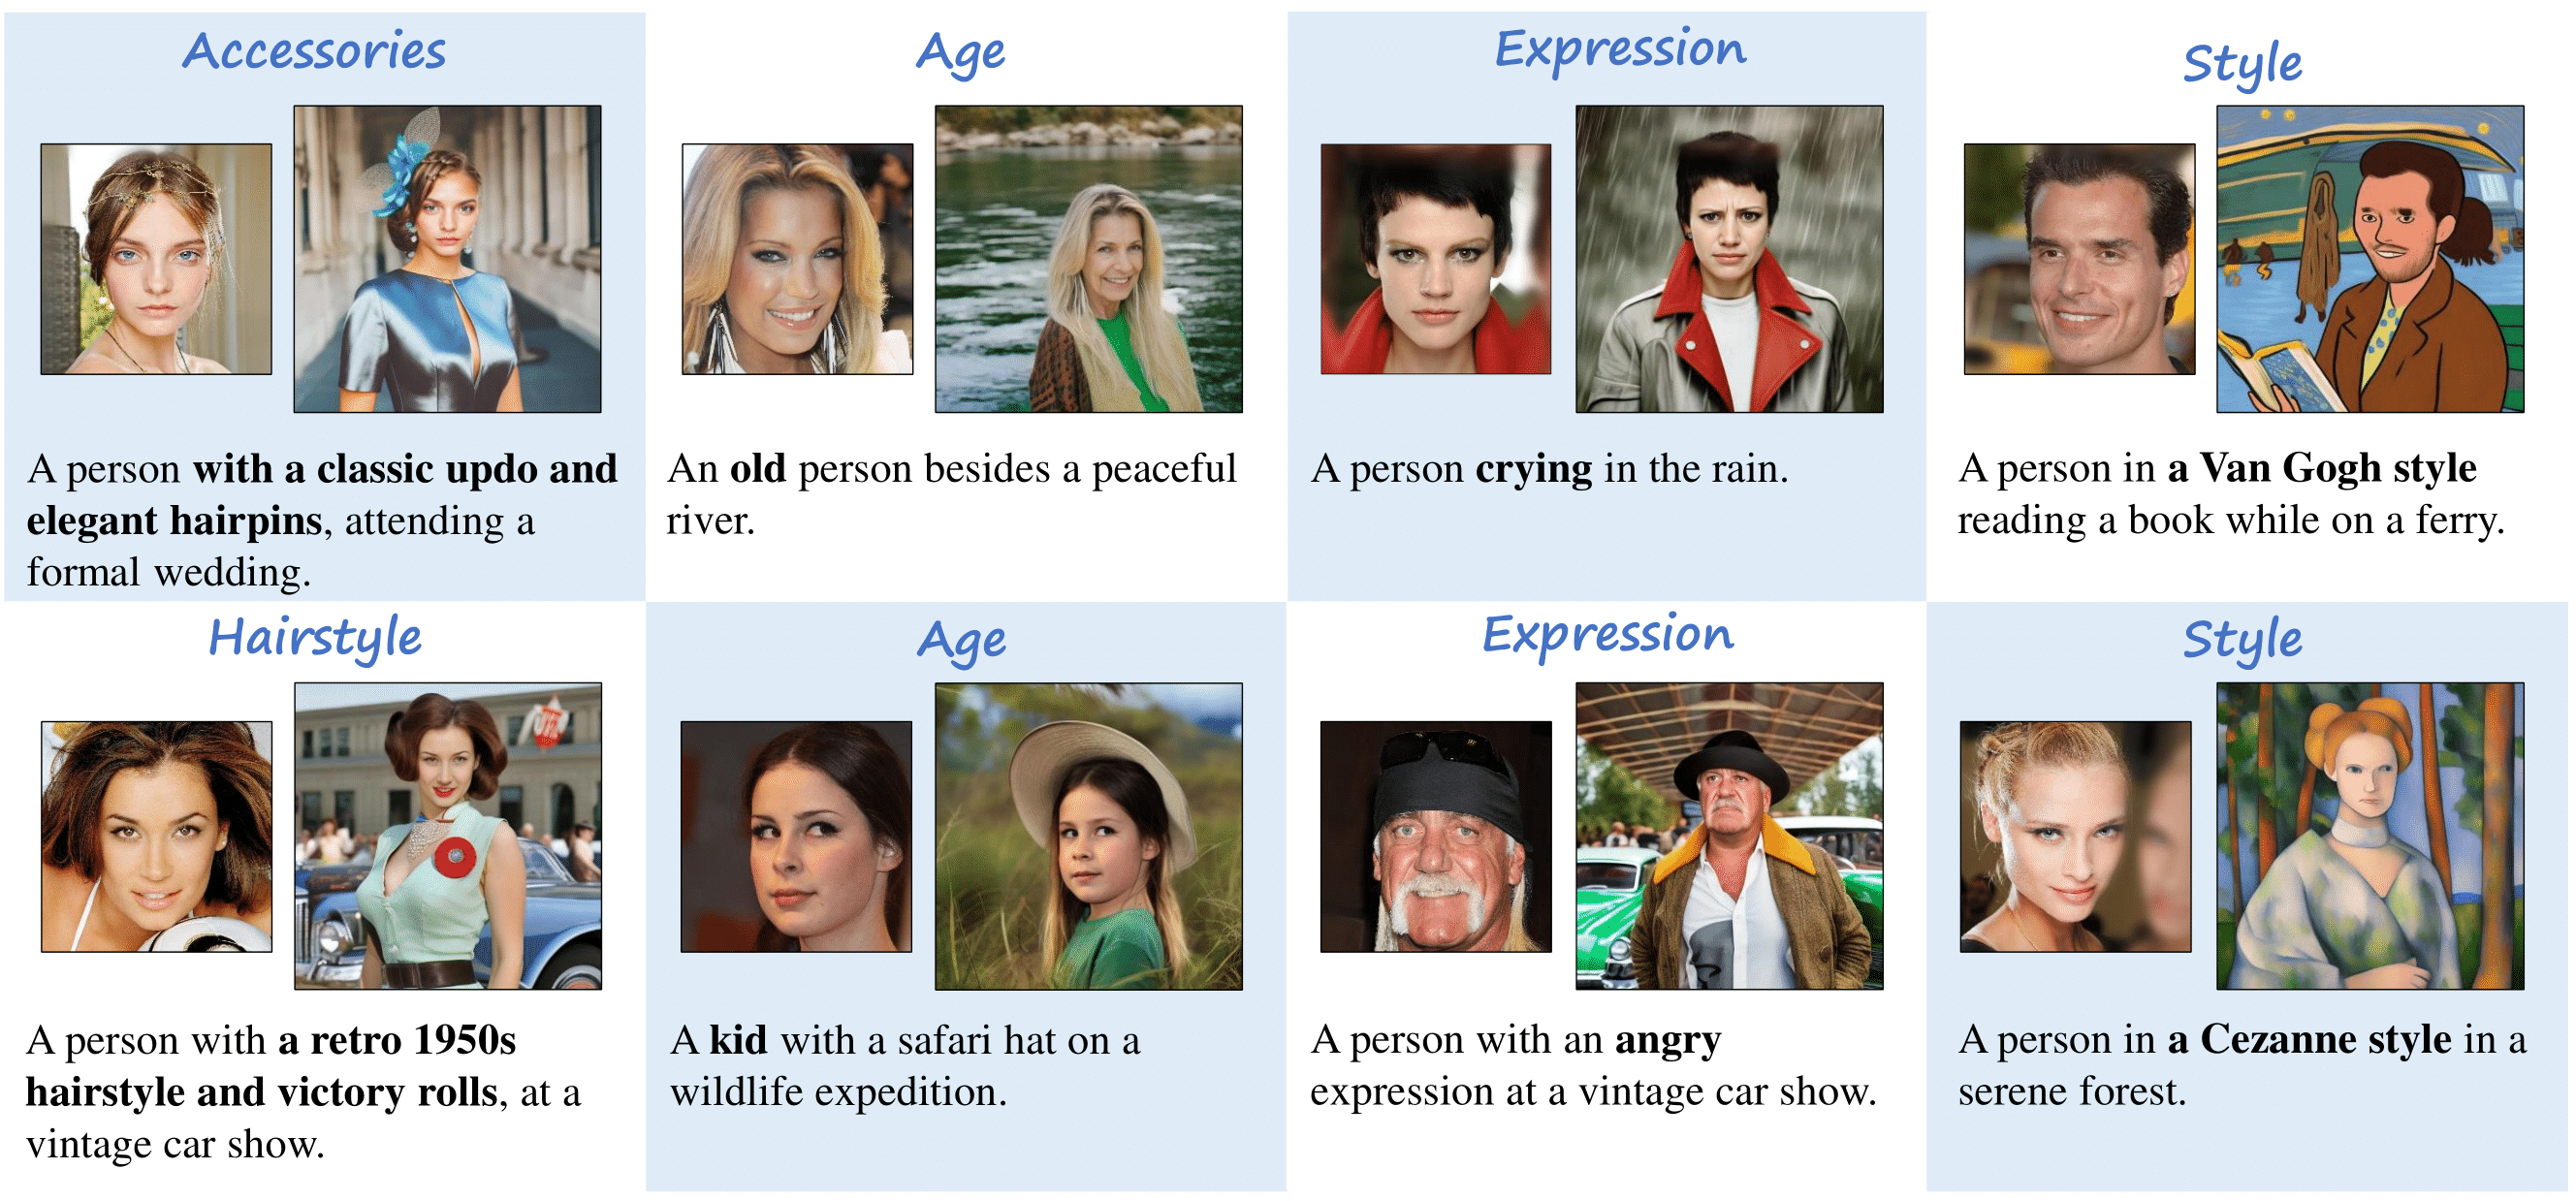 Accessories
A person with a classic updo and
elegant hairpins, attending a
formal wedding.
Age
An old person besides a peaceful
river.
Expression
A person crying in the rain.
Style
A person in a Van Gogh style
reading a book while on a ferry.
Hairstyle
A person with a retro 1950s
hairstyle and victory rolls, at a
vintage car show.
Age
A kid with a safari hat on a
wildlife expedition.
Expression
A person with an angry
expression at a vintage car show.
Style
A person in a Cezanne style in a
serene forest.